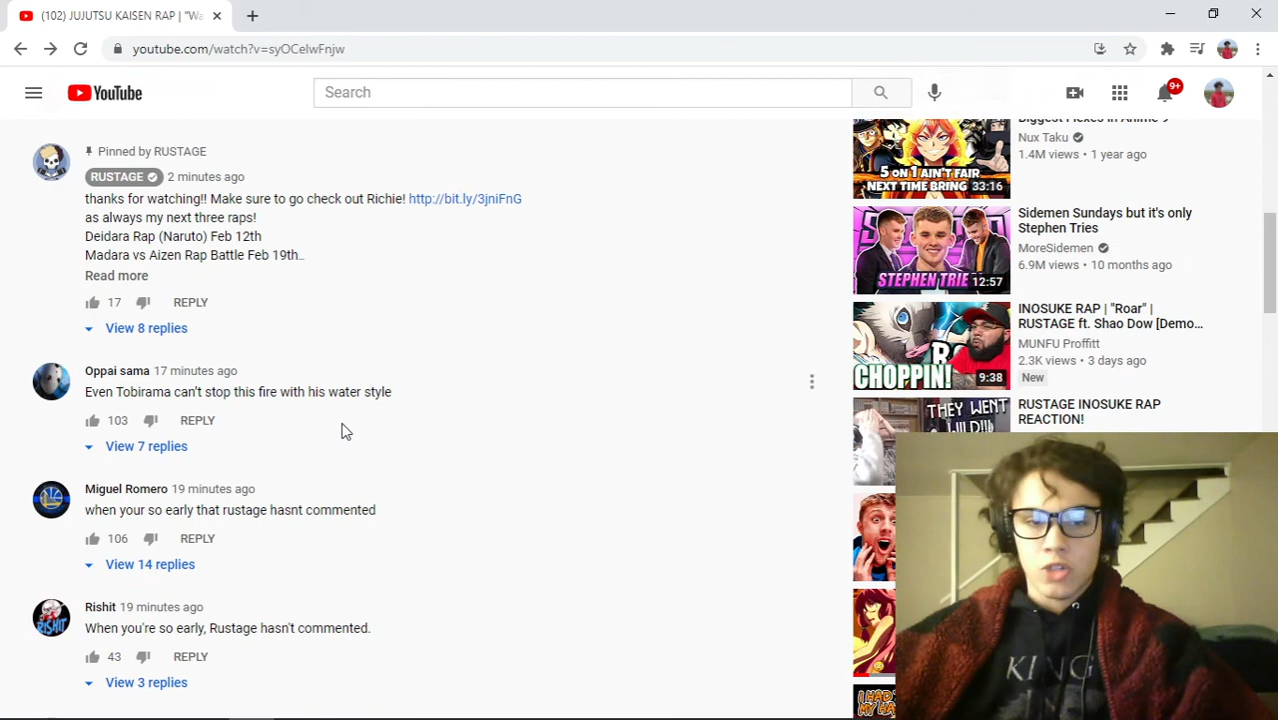 (102) JUJUTSU KAISEN RAP | "Wa
youtube.com/watch?v=syOCelwFnjw
YouTube
Search
9+
Pinned by RUSTAGE
RUSTAGE 2 minutes ago
thanks for watching!! Make sure to go check out Richie! http://bit.ly/3jniFnG
as always my next three raps!
Deidara Rap (Naruto) Feb 12th
Madara vs Aizen Rap Battle Feb 19th...
Read more
17 REPLY
View 8 replies
Oppai sama 17 minutes ago
Even Tobirama can't stop this fire with his water style
103 REPLY
View 7 replies
Miguel Romero 19 minutes ago
when your so early that rustage hasnt commented
106 REPLY
View 14 replies
Rishit 19 minutes ago
When you're so early, Rustage hasn't commented.
43 REPLY
View 3 replies
Biggest Flexes in Anime 9
Nux Taku
1.4M views • 1 year ago
5 ON 1 AIN'T FAIR
NEXT TIME BRING
33:16
Sidemen Sundays but it's only
Stephen Tries
MoreSidemen
6.9M views • 10 months ago
STEPHEN TRIE
12:57
INOSUKE RAP | "Roar" |
RUSTAGE ft. Shao Dow [Demo...
MUNFU Proffitt
2.3K views • 3 days ago
New
CHOPPIN!
9:38
RUSTAGE INOSUKE RAP
REACTION!
THEY WENT
WILD!!!
I HAD
MY HA
RISHIT
KING